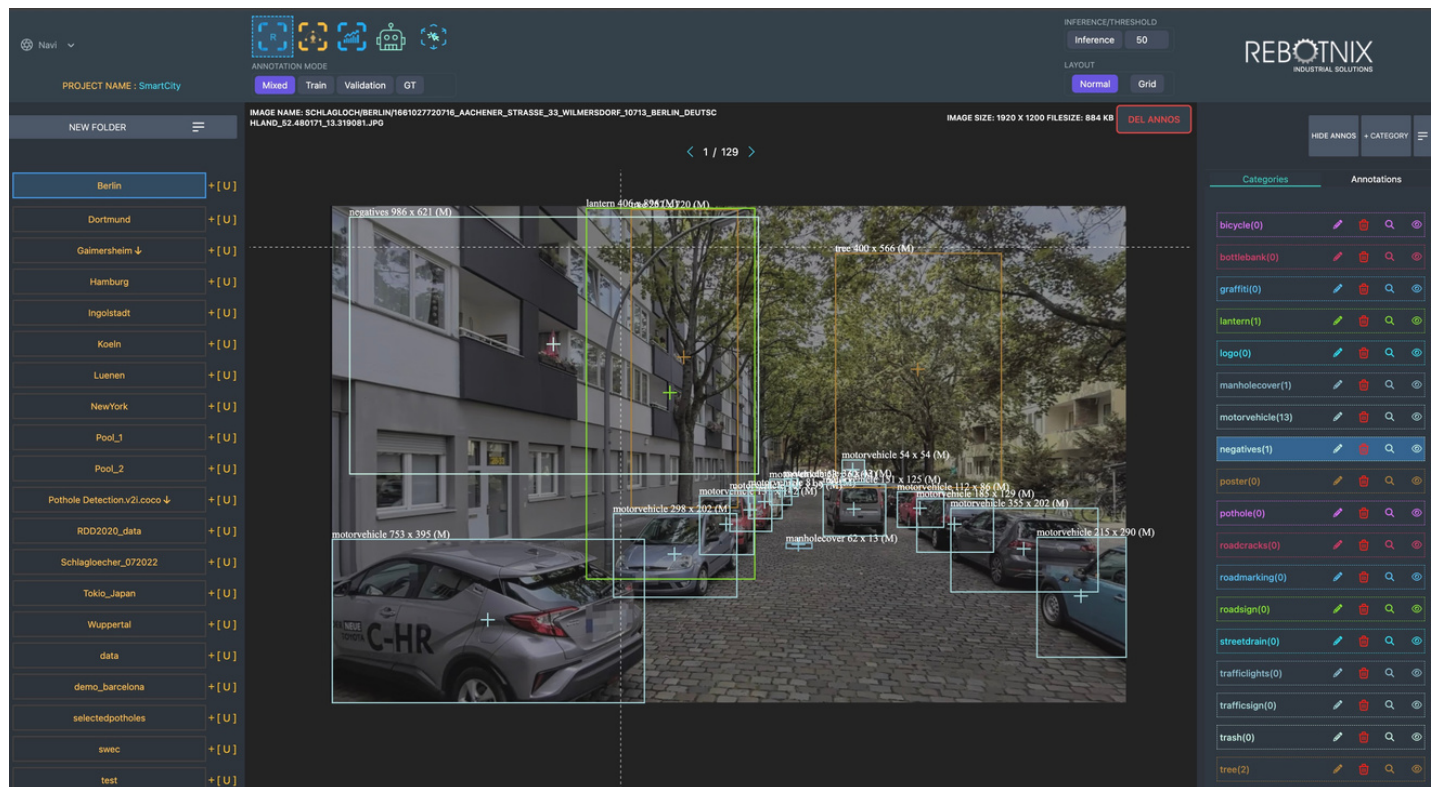 Navi
PROJECT NAME : SmartCity
R
ANNOTATION MODE
Mixed Train Validation GT
INFERENCE/THRESHOLD
Inference 50
LAYOUT
Normal Grid
REBOTNIX
INDUSTRIAL SOLUTIONS
NEW FOLDER
Berlin +[U]
Dortmund +[U]
Gaimersheim ↓ +[U]
Hamburg +[U]
Ingolstadt +[U]
Koeln +[U]
Luenen +[U]
NewYork +[U]
Pool_1 +[U]
Pool_2 +[U]
Pothole Detection.v2i.coco ↓ +[U]
RDD2020_data +[U]
Schlagloecher_072022 +[U]
Tokio_Japan +[U]
Wuppertal +[U]
data +[U]
demo_barcelona +[U]
selectedpotholes +[U]
swec +[U]
test +[U]
IMAGE NAME: SCHLAGLOCH/BERLIN/1661027720716_AACHENER_STRASSE_33_WILMERSDORF_10713_BERLIN_DEUTSC
HLAND_52.480171_13.319081.JPG
IMAGE SIZE: 1920 X 1200 FILESIZE: 884 KB
DEL ANNOS
< 1 / 129 >
negatives 986 x 621 (M)
lantern 406 x 896 (M)
tree 400 x 566 (M)
motorvehicle 54 x 54 (M)
motorvehicle 112 x 86 (M)
motorvehicle 185 x 129 (M)
motorvehicle 298 x 202 (M)
motorvehicle 355 x 202 (M)
motorvehicle 753 x 395 (M)
manholecover 62 x 13 (M)
motorvehicle 215 x 290 (M)
DER NEUE
TOYOTA C-HR
HIDE ANNOS + CATEGORY
Categories Annotations
bicycle(0)
bottlebank(0)
graffiti(0)
lantern(1)
logo(0)
manholecover(1)
motorvehicle(13)
negatives(1)
poster(0)
pothole(0)
roadcracks(0)
roadmarking(0)
roadsign(0)
streetdrain(0)
trafficlights(0)
trafficsign(0)
trash(0)
tree(2)